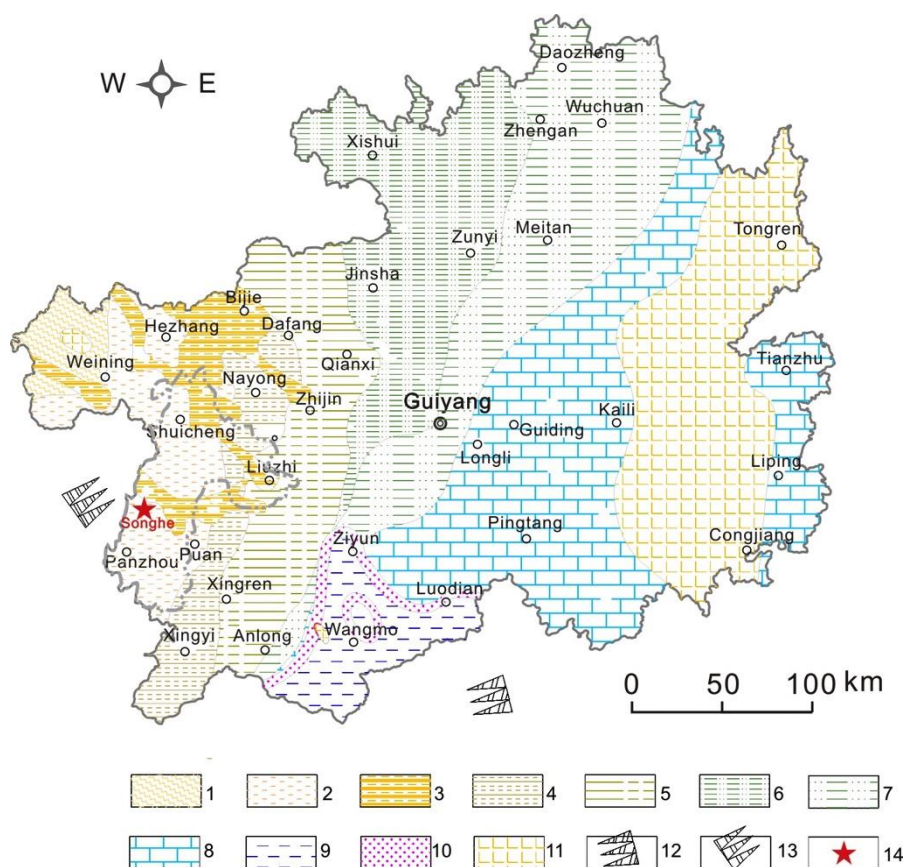 Daozheng
W E
Wuchuan
Zhengan
Xishui
Tongren
Meitan
Zunyi
Jinsha
Bijie
Hezhang
Dafang
Tianzhu
Weining
Qianxi
Nayong
Zhijin
Guiyang
Kaili
Shuicheng
Guiding
Longli
Liuzhi
Liping
Songhe
Pingtang
Puan
Ziyun
Congjiang
Panzhou
Xingren
Luodian
Xingyi
Anlong
Wangmo
0 50 100 km
1 2 3 4 5 6 7
8 9 10 11 12 13 14